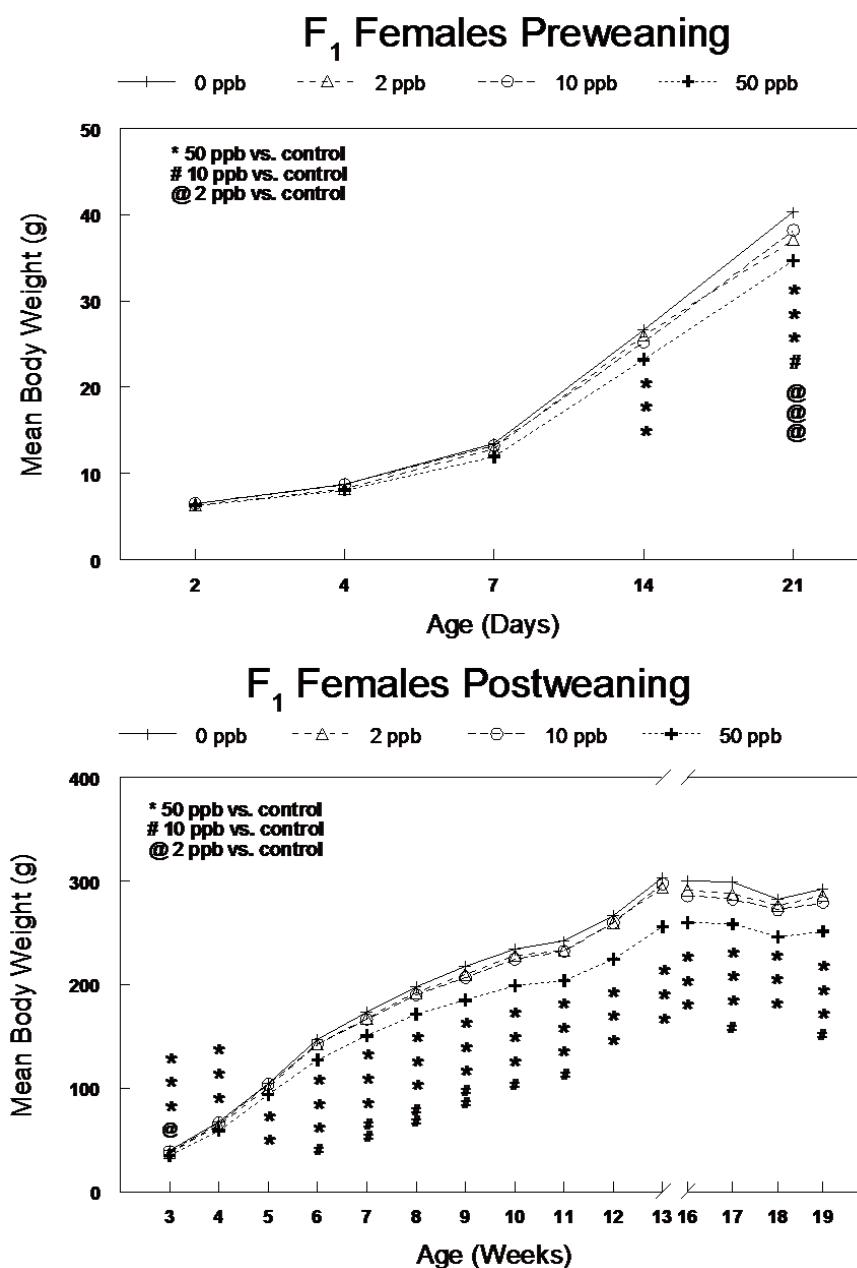 F1 Females Preweaning
0 ppb 2 ppb 10 ppb 50 ppb
50
40
30
20
10
0
Mean Body Weight (g)
* 50 ppb vs. control
# 10 ppb vs. control
@ 2 ppb vs. control
*
*
*
*
*
*
#
@
@
@
2 4 7 14 21
Age (Days)
F1 Females Postweaning
0 ppb 2 ppb 10 ppb 50 ppb
400
300
200
100
0
Mean Body Weight (g)
* 50 ppb vs. control
# 10 ppb vs. control
@ 2 ppb vs. control
* * * @
* * *
* *
* * * #
* * * # #
* * * # #
* * * # #
* * * #
* * * #
* * *
* * *
* * *
* * * #
* * *
* * * #
3 4 5 6 7 8 9 10 11 12 13 16 17 18 19
Age (Weeks)